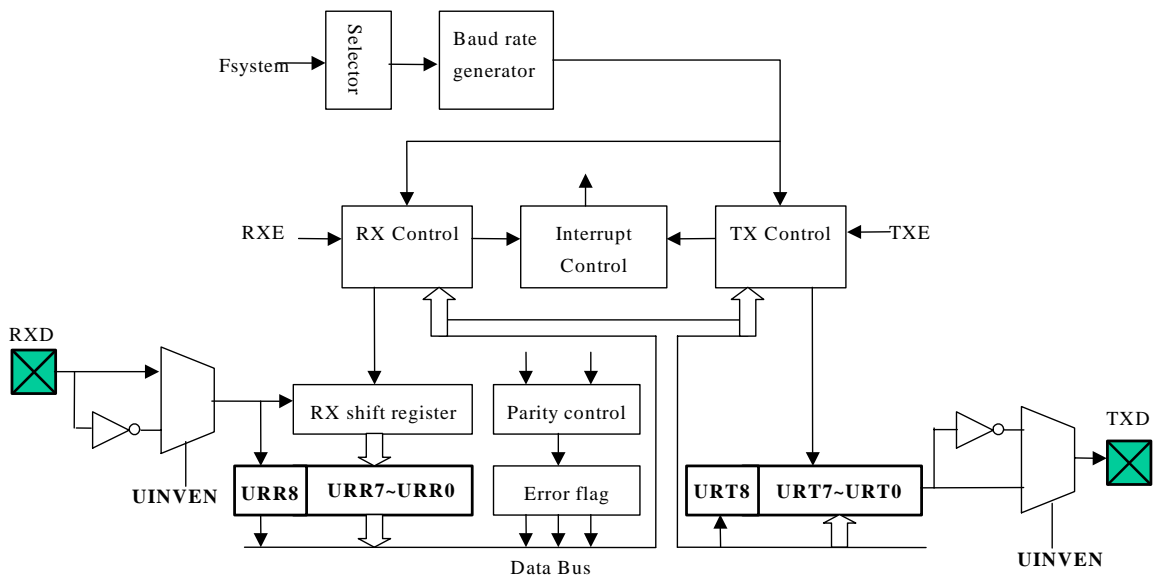 Selector
Baud rate
generator
Fsystem
RXE
RX Control
Interrupt
Control
TX Control
TXE
RXD
RX shift register
Parity control
TXD
UINVEN
URR8
URR7~URR0
Error flag
URT8
URT7~URT0
UINVEN
Data Bus